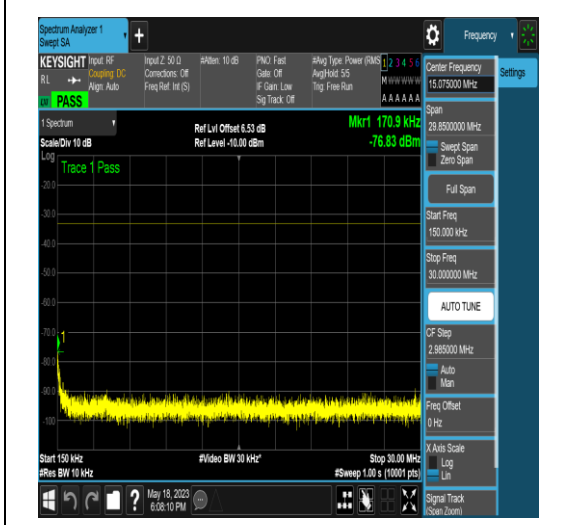 Spectrum Analyzer 1
Swept SA
Frequency
KEYSIGHT
RL
Input: RF
Coupling: DC
Align: Auto
Input Z: 50 Ω
Corrections: Off
Freq Ref: Int (S)
#Atten: 10 dB
PNO: Fast
Gate: Off
IF Gain: Low
Sig Track: Off
#Avg Type: Power (RMS
Avg|Hold: 5/5
Trig: Free Run
1 2 3 4 5 6
M W W W W W
A A A A A A
PASS
1 Spectrum
Scale/Div 10 dB
Ref Lvl Offset 6.53 dB
Ref Level -10.00 dBm
Mkr1 170.9 kHz
-76.83 dBm
Log
Trace 1 Pass
-20.0
-30.0
-40.0
-50.0
-60.0
-70.0
1
-80.0
-90.0
-100
Start 150 kHz
#Res BW 10 kHz
#Video BW 30 kHz*
Stop 30.00 MHz
#Sweep 1.00 s (10001 pts)
May 18, 2023
6:08:10 PM
Center Frequency
15.075000 MHz
Settings
Span
29.8500000 MHz
Swept Span
Zero Span
Full Span
Start Freq
150.000 kHz
Stop Freq
30.000000 MHz
AUTO TUNE
CF Step
2.985000 MHz
Auto
Man
Freq Offset
0 Hz
X Axis Scale
Log
Lin
Signal Track
(Span Zoom)